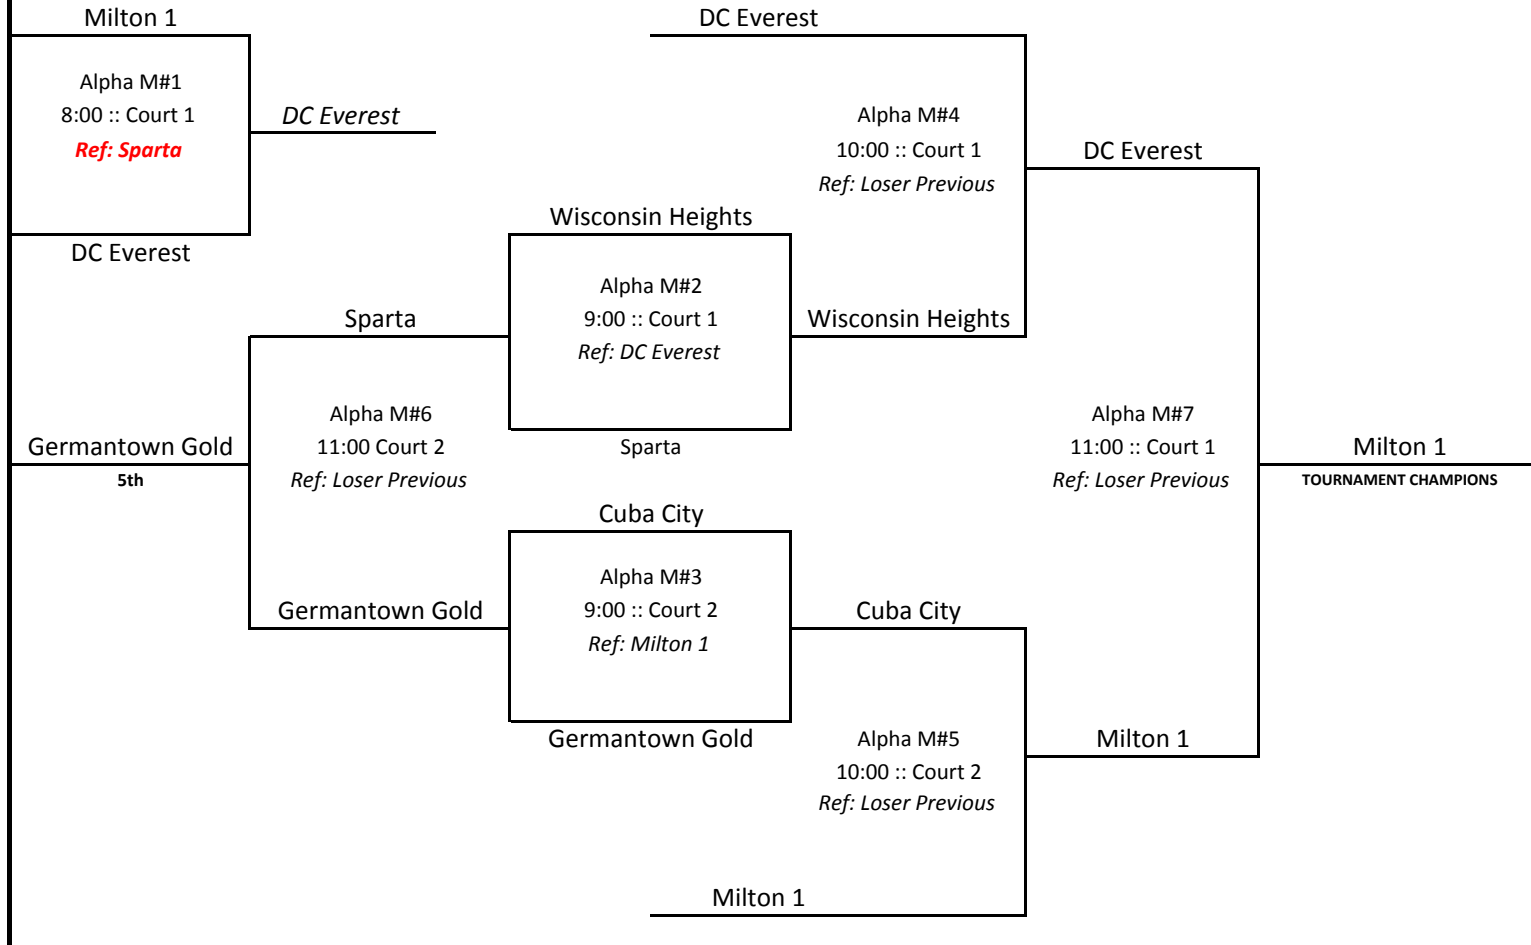 Milton 1
Alpha M#1
8:00 :: Court 1
Ref: Sparta
DC Everest
DC Everest
DC Everest
Alpha M#4
10:00 :: Court 1
Ref: Loser Previous
DC Everest
Wisconsin Heights
Alpha M#2
9:00 :: Court 1
Ref: DC Everest
Sparta
Wisconsin Heights
Sparta
Alpha M#6
11:00 Court 2
Ref: Loser Previous
Germantown Gold
5th
Alpha M#7
11:00 :: Court 1
Ref: Loser Previous
Milton 1
TOURNAMENT CHAMPIONS
Cuba City
Alpha M#3
9:00 :: Court 2
Ref: Milton 1
Germantown Gold
Cuba City
Germantown Gold
Alpha M#5
10:00 :: Court 2
Ref: Loser Previous
Milton 1
Milton 1